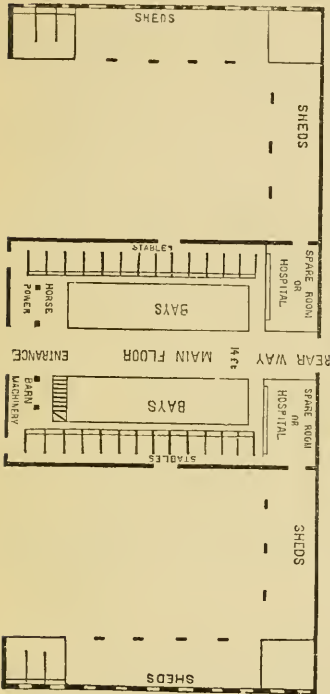 SHEDS
SHEDS
STABLES
SPARE ROOM
OR
HOSPITAL
HORSE
POWER
BAYS
REAR WAY
14 ft
MAIN FLOOR
ENTRANCE
BARN
MACHINERY
BAYS
SPARE ROOM
OR
HOSPITAL
STABLES
SHEDS
SHEDS